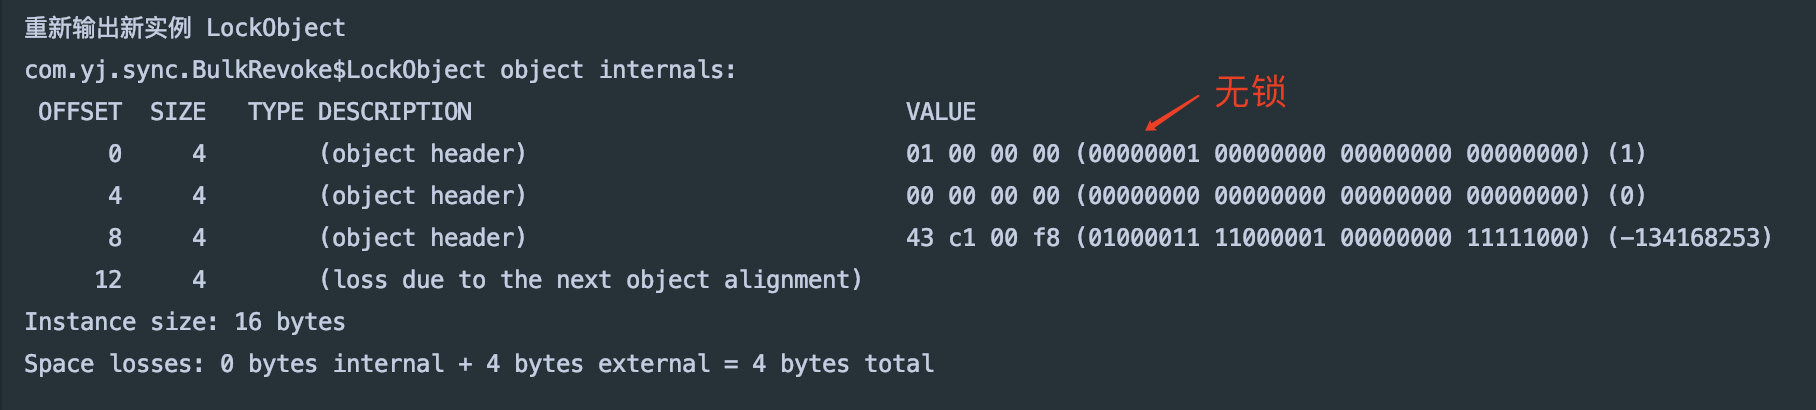 重新输出新实例 LockObject
com.yj.sync.BulkRevoke$LockObject object internals:
OFFSET  SIZE   TYPE DESCRIPTION                               VALUE
无锁
0     4        (object header)                           01 00 00 00 (00000001 00000000 00000000 00000000) (1)
4     4        (object header)                           00 00 00 00 (00000000 00000000 00000000 00000000) (0)
8     4        (object header)                           43 c1 00 f8 (01000011 11000001 00000000 11111000) (-134168253)
12     4        (loss due to the next object alignment)
Instance size: 16 bytes
Space losses: 0 bytes internal + 4 bytes external = 4 bytes total